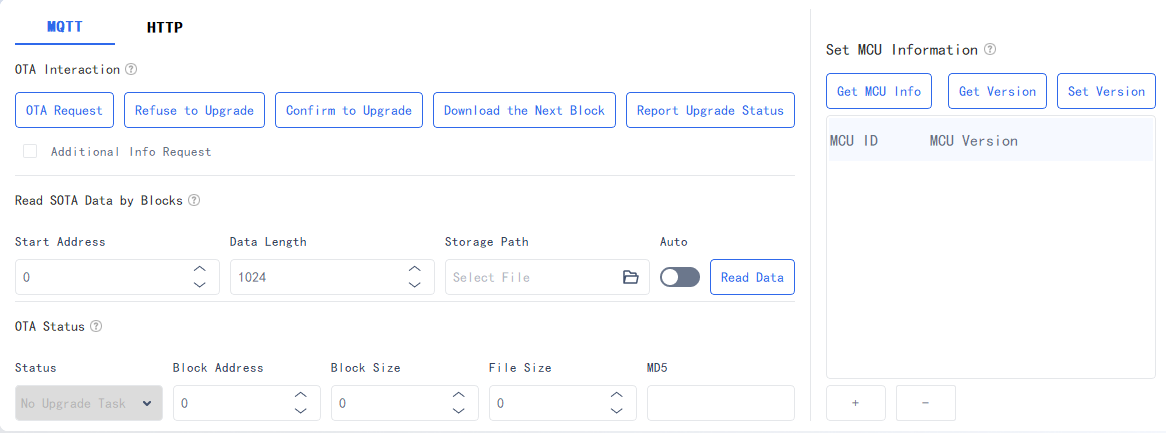 MQTT HTTP
OTA Interaction ?
OTA Request Refuse to Upgrade Confirm to Upgrade Download the Next Block Report Upgrade Status
Additional Info Request
Read SOTA Data by Blocks ?
Start Address Data Length Storage Path Auto
0 1024 Select File Read Data
OTA Status ?
Status Block Address Block Size File Size MD5
No Upgrade Task 0 0 0
Set MCU Information ?
Get MCU Info Get Version Set Version
MCU ID MCU Version
+ -